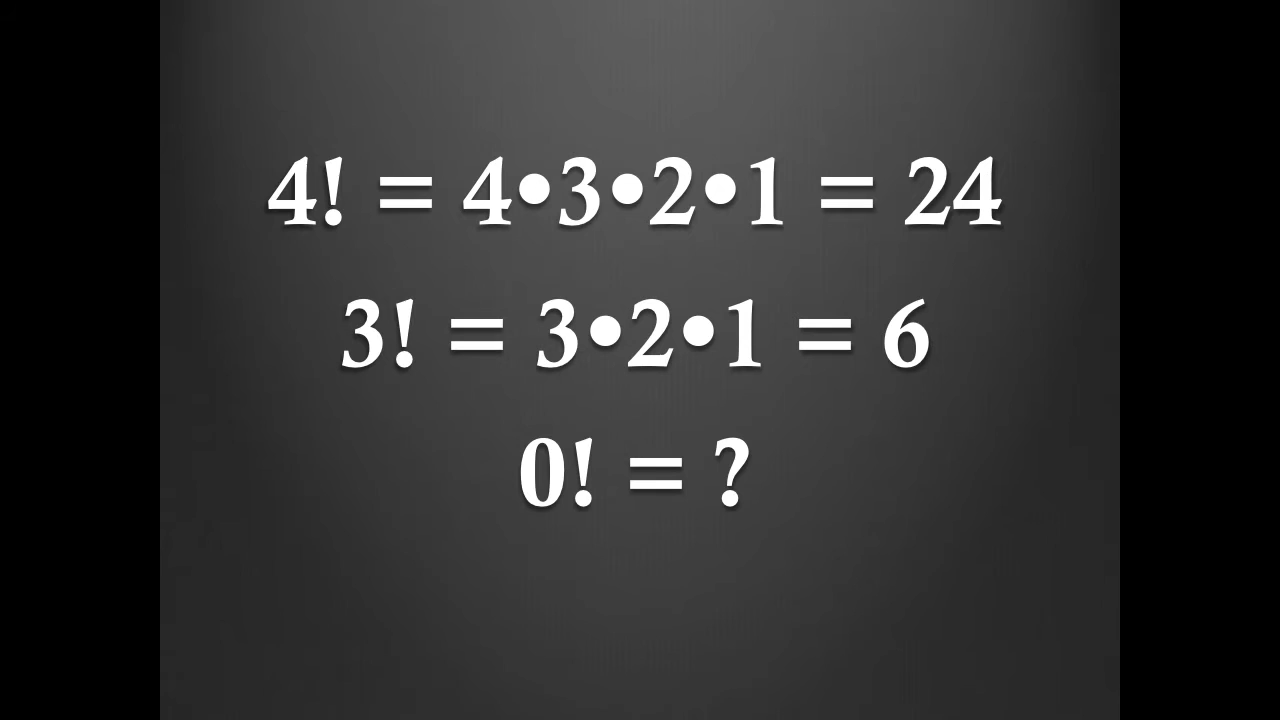 4! = 4•3•2•1 = 24
3! = 3•2•1 = 6
0! = ?